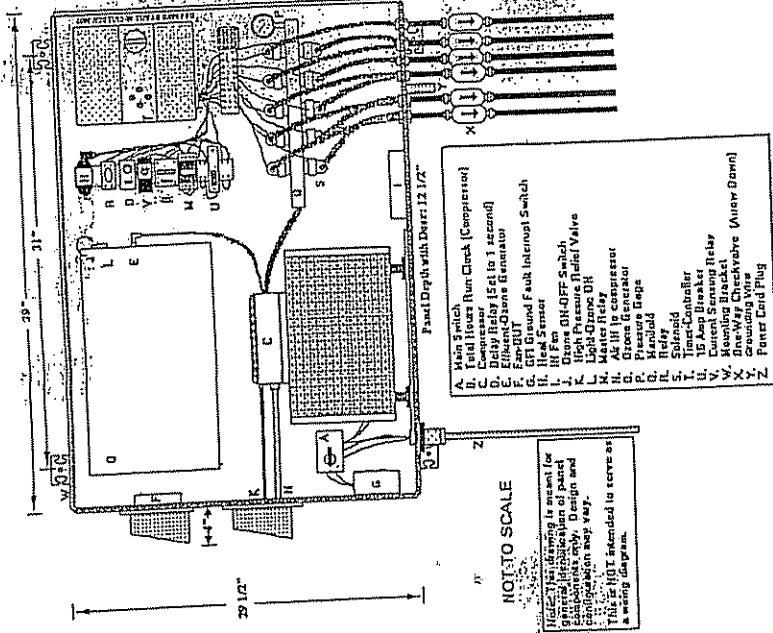 39"
31"
W
F
4"
29 1/2"
O
L
E
R
D
V
R
W
U
P
T
C
Q
S
Y
X
K
N
A
G
I
Z
Panel Depth with Door: 12 1/2"
A. Main Switch
B. Total Hours Run Clock (Compressor)
C. Compressor
D. Delay Relay (Set to 1 second)
E. Effluent-Ozone Generator
F. Fan-OUT
G. GFI Ground Fault Interrupt Switch
H. Heat Sensor
I. IN Fan
J. Ozone ON-OFF Switch
K. High Pressure Relief Valve
L. Light-Ozone ON
M. Master Relay
N. Air IN to compressor
O. Ozone Generator
P. Pressure Gage
Q. Manifold
R. Relay
S. Solenoid
T. Timer-Controller
U. 15 Amp Breaker
V. Current Sensing Relay
W. Mounting Bracket
X. One-Way Checkvalve (Arrow Down)
Y. Grounding Wire
Z. Power Cord Plug
NOT TO SCALE
Note: This drawing is meant for
general identification of panel
components only. Design and
configuration may vary.
This is NOT intended to serve as
a wiring diagram.